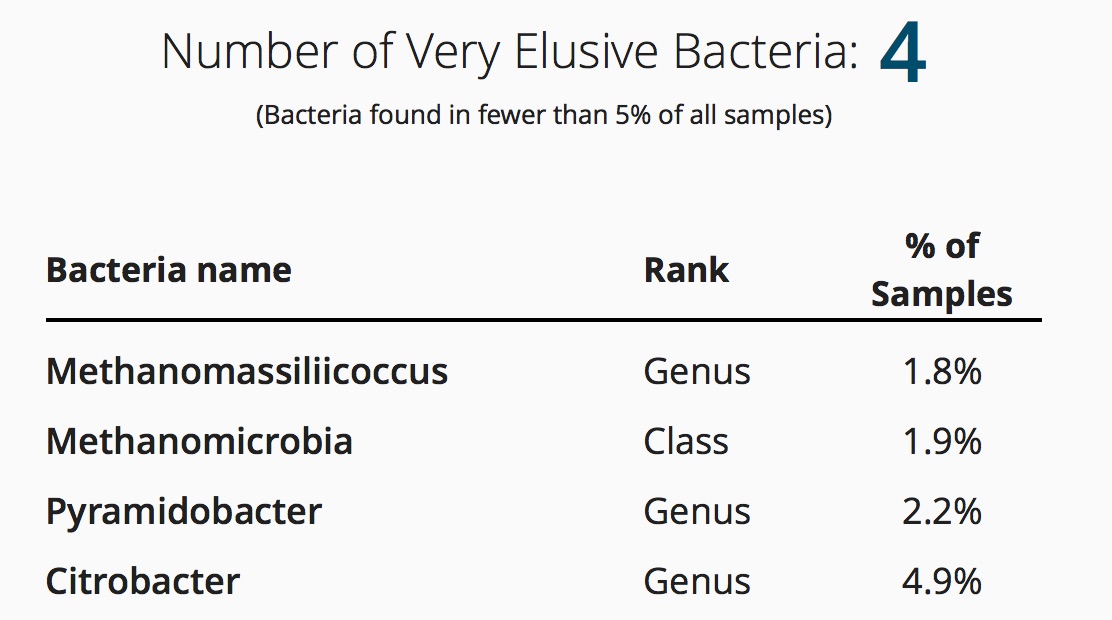 Number of Very Elusive Bacteria: 4
(Bacteria found in fewer than 5% of all samples)
Bacteria name Rank % of Samples
Methanomassiliicoccus Genus 1.8%
Methanomicrobia Class 1.9%
Pyramidobacter Genus 2.2%
Citrobacter Genus 4.9%